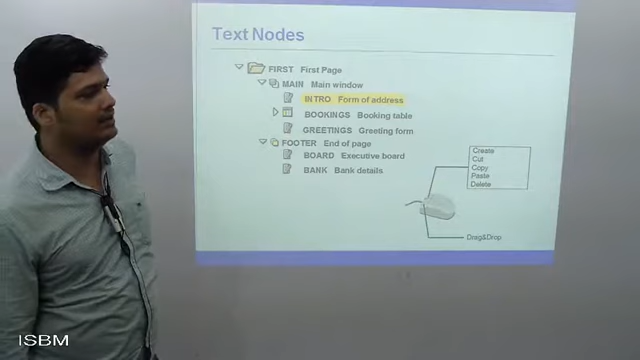 Text Nodes
FIRST First Page
MAIN Main window
INTRO Form of address
BOOKINGS Booking table
GREETINGS Greeting form
FOOTER End of page
BOARD Executive board
BANK Bank details
Create
Cut
Copy
Paste
Delete
Drag&Drop
ISBM